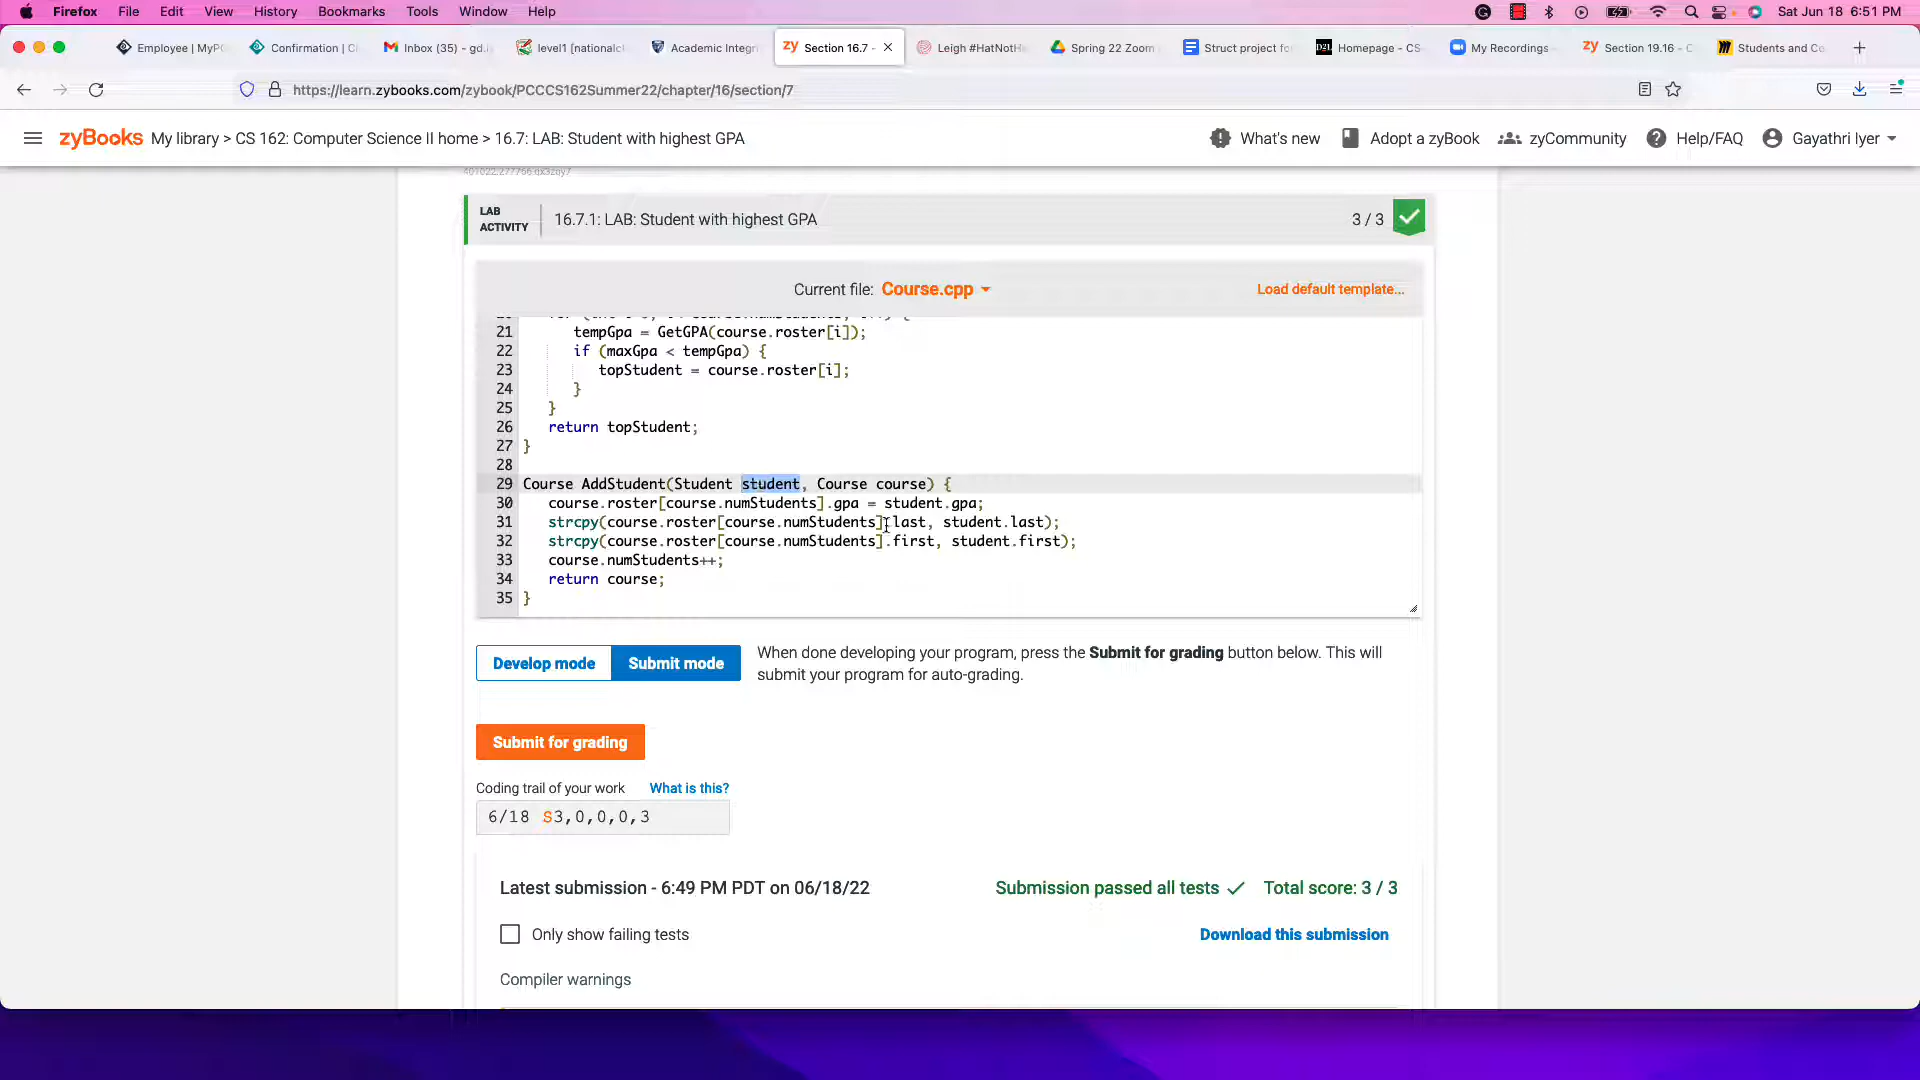 Firefox File Edit View History Bookmarks Tools Window Help Sat Jun 18 6:51 PM
Employee | MyP Confirmation | C Inbox (35) - gd.i level1 [nationalcl Academic Integri zy Section 16.7 - Leigh #HatNotHi Spring 22 Zoom Struct project fo D2L Homepage - CS My Recordings zy Section 19.16 - C Students and Co
https://learn.zybooks.com/zybook/PCCCS162Summer22/chapter/16/section/7
zyBooks My library > CS 162: Computer Science II home > 16.7: LAB: Student with highest GPA What's new Adopt a zyBook zyCommunity Help/FAQ Gayathri Iyer
401022.277766.qx3zqy7
LAB ACTIVITY 16.7.1: LAB: Student with highest GPA 3 / 3
Current file: Course.cpp Load default template...
21 tempGpa = GetGPA(course.roster[i]);
22 if (maxGpa < tempGpa) {
23 topStudent = course.roster[i];
24 }
25 }
26 return topStudent;
27 }
28
29 Course AddStudent(Student student, Course course) {
30 course.roster[course.numStudents].gpa = student.gpa;
31 strcpy(course.roster[course.numStudents].last, student.last);
32 strcpy(course.roster[course.numStudents].first, student.first);
33 course.numStudents++;
34 return course;
35 }
Develop mode Submit mode When done developing your program, press the Submit for grading button below. This will
submit your program for auto-grading.
Submit for grading
Coding trail of your work What is this?
6/18 S3,0,0,0,3
Latest submission - 6:49 PM PDT on 06/18/22 Submission passed all tests Total score: 3 / 3
Only show failing tests Download this submission
Compiler warnings